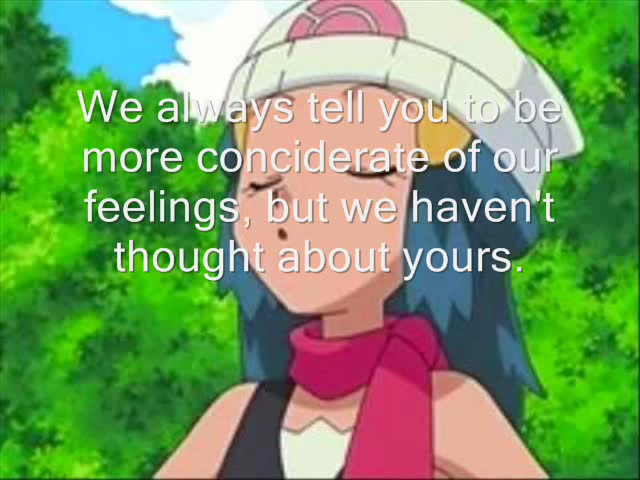 We always tell you to be
more conciderate of our
feelings, but we haven't
thought about yours.